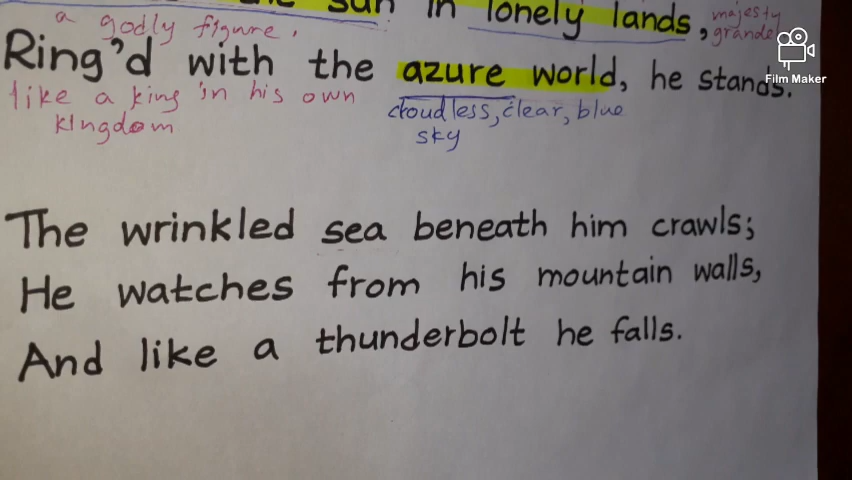 sun in lonely lands, majesty
a godly figure.
Ring'd with the azure world, he stands.
like a king in his own
kingdom
cloudless, clear, blue
sky
Film Maker
The wrinkled sea beneath him crawls;
He watches from his mountain walls,
And like a thunderbolt he falls.